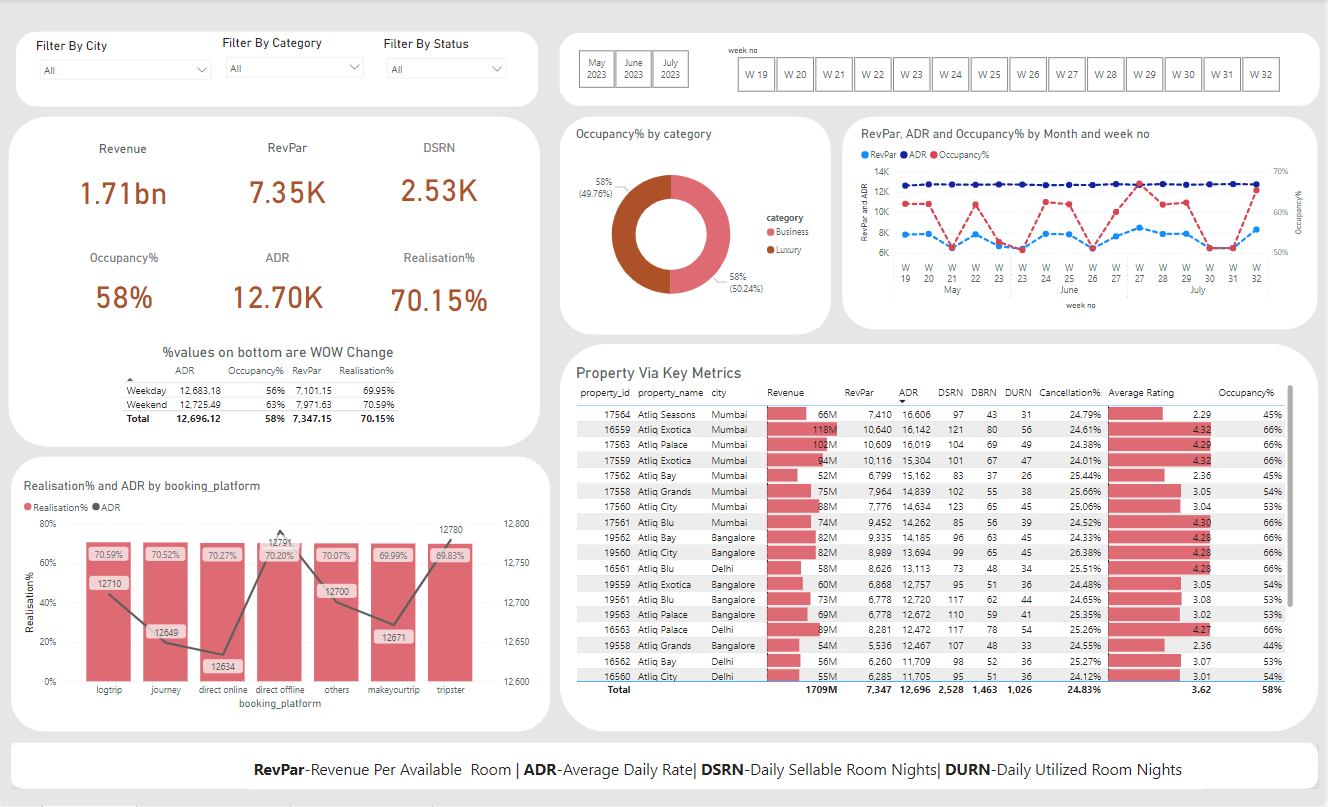 Filter By City
All
Filter By Category
All
Filter By Status
All
May 2023
June 2023
July 2023
week no
W 19 W 20 W 21 W 22 W 23 W 24 W 25 W 26 W 27 W 28 W 29 W 30 W 31 W 32
Revenue RevPar DSRN
1.71bn 7.35K 2.53K
Occupancy% ADR Realisation%
58% 12.70K 70.15%
%values on bottom are WOW Change
ADR Occupancy% RevPar Realisation%
Weekday 12,683.18 56% 7,101.15 69.95%
Weekend 12,725.49 63% 7,971.63 70.59%
Total 12,696.12 58% 7,347.15 70.15%
Occupancy% by category
58%
(49.76%)
category
Business
Luxury
58%
(50.24%)
RevPar, ADR and Occupancy% by Month and week no
RevPar ADR Occupancy%
RevPar and ADR
14K
12K
10K
8K
6K
70%
60%
50%
Occupancy%
W 19 W 20 W 21 W 22 W 23 W 23 W 24 W 25 W 26 W 27 W 27 W 28 W 29 W 30 W 31 W 32
May June July
week no
Realisation% and ADR by booking_platform
Realisation% ADR
Realisation%
80%
60%
40%
20%
0%
12,800
12,750
12,700
12,650
12,600
70.59% 70.52% 70.27% 70.20% 70.07% 69.99% 69.83%
12710 12649 12634 12791 12700 12671 12780
logtrip journey direct online direct offline others makeyourtrip tripster
booking_platform
Property Via Key Metrics
property_id property_name city Revenue RevPar ADR DSRN DBRN DURN Cancellation% Average Rating Occupancy%
17564 Atliq Seasons Mumbai 66M 7,410 16,606 97 43 31 24.79% 2.29 45%
16559 Atliq Exotica Mumbai 118M 10,640 16,142 121 80 56 24.61% 4.32 66%
17563 Atliq Palace Mumbai 102M 10,609 16,019 104 69 49 24.38% 4.29 66%
17559 Atliq Exotica Mumbai 94M 10,116 15,304 101 67 47 24.01% 4.32 66%
17562 Atliq Bay Mumbai 52M 6,799 15,162 83 37 26 25.44% 2.36 45%
17558 Atliq Grands Mumbai 75M 7,964 14,839 102 55 38 25.66% 3.05 54%
17560 Atliq City Mumbai 88M 7,776 14,634 123 65 45 25.06% 3.04 53%
17561 Atliq Blu Mumbai 74M 9,452 14,262 85 56 39 24.52% 4.30 66%
19562 Atliq Bay Bangalore 82M 9,335 14,185 96 63 45 24.33% 4.28 66%
19560 Atliq City Bangalore 82M 8,989 13,694 99 65 45 26.38% 4.28 66%
16561 Atliq Blu Delhi 58M 8,626 13,113 73 48 34 25.51% 4.28 66%
19559 Atliq Exotica Bangalore 60M 6,868 12,757 95 51 36 24.48% 3.05 54%
19561 Atliq Blu Bangalore 73M 6,778 12,720 117 62 44 24.65% 3.08 53%
19563 Atliq Palace Bangalore 69M 6,778 12,672 110 59 41 25.35% 3.02 53%
16563 Atliq Palace Delhi 89M 8,281 12,472 117 78 54 25.26% 4.27 66%
19558 Atliq Grands Bangalore 54M 5,536 12,467 107 48 33 24.55% 2.36 44%
16562 Atliq Bay Delhi 56M 6,260 11,709 98 52 36 25.27% 3.07 53%
16560 Atliq City Delhi 55M 6,285 11,705 95 51 36 24.12% 3.01 54%
Total 1709M 7,347 12,696 2,528 1,463 1,026 24.83% 3.62 58%
RevPar-Revenue Per Available Room | ADR-Average Daily Rate| DSRN-Daily Sellable Room Nights| DURN-Daily Utilized Room Nights